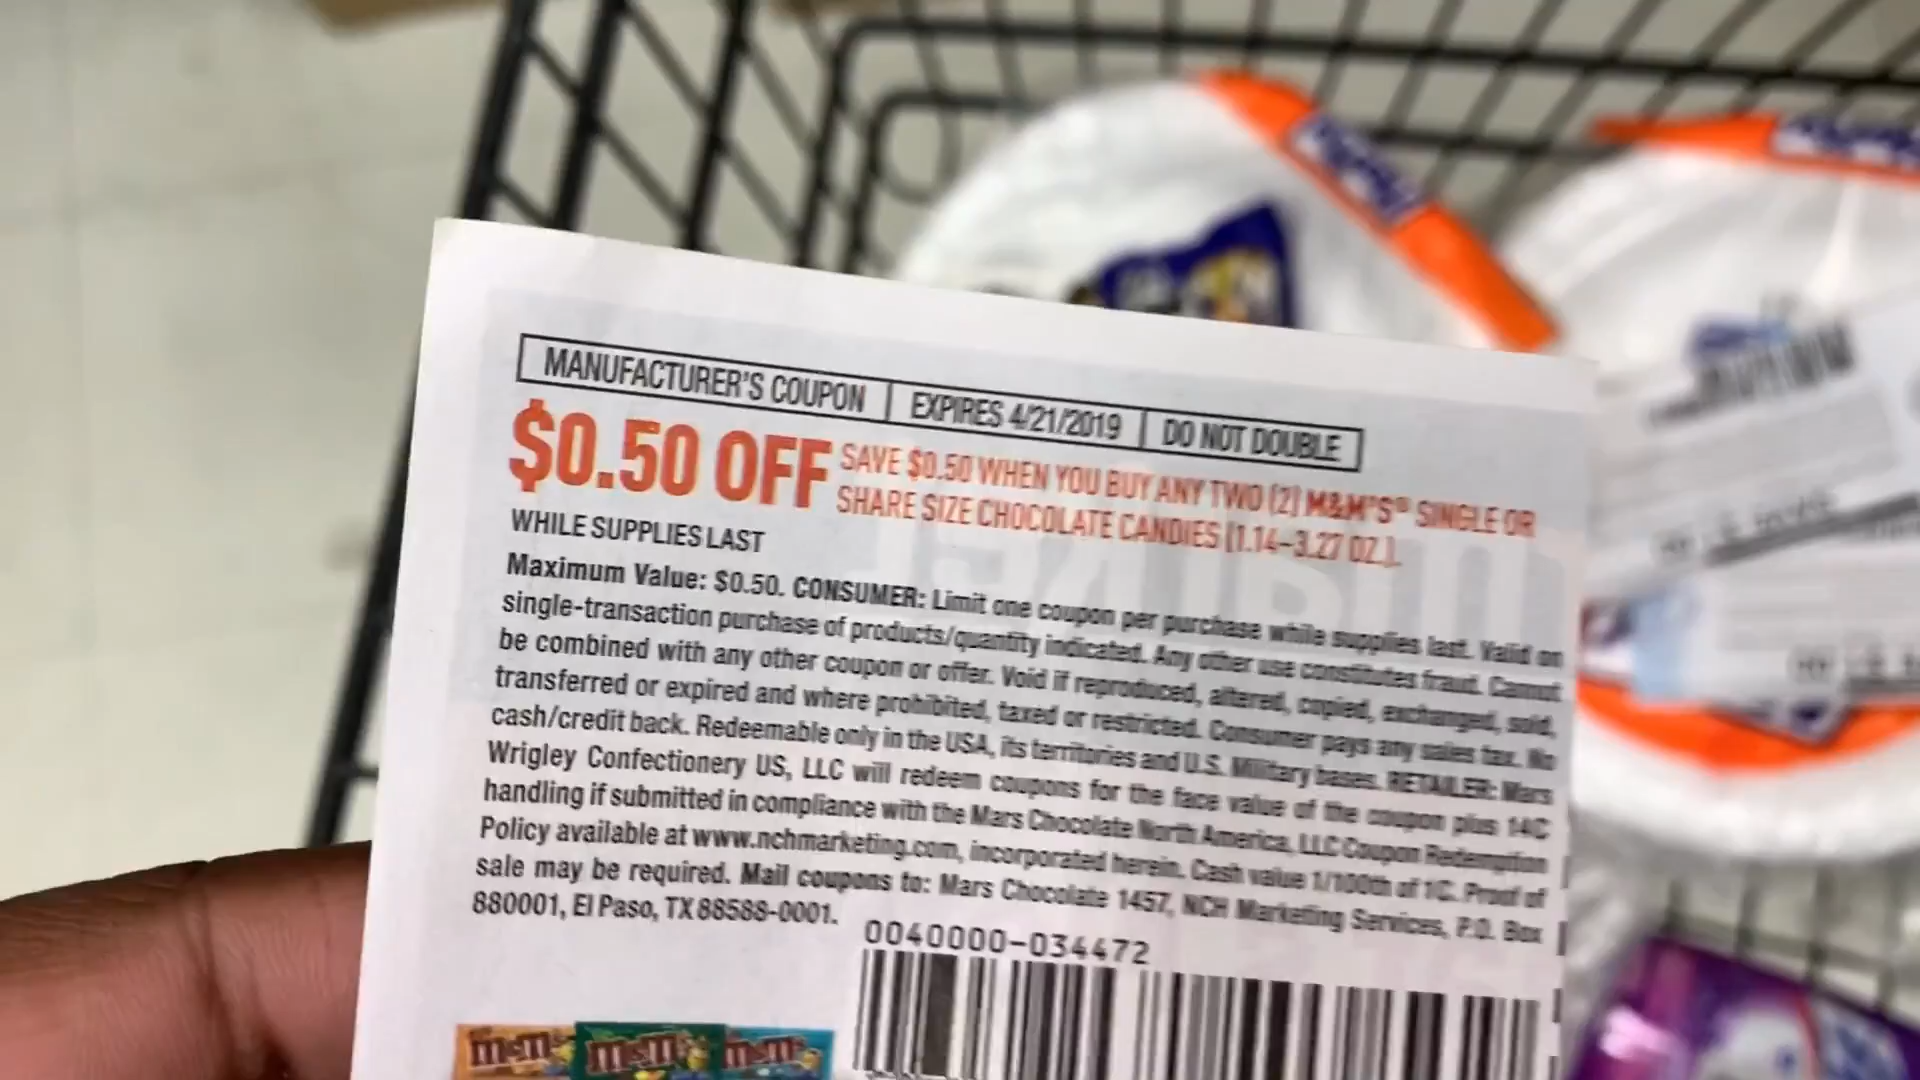 MANUFACTURER'S COUPON | EXPIRES 4/21/2019 | DO NOT DOUBLE
$0.50 OFF
SAVE $0.50 WHEN YOU BUY ANY TWO (2) M&M'S® SINGLE OR
SHARE SIZE CHOCOLATE CANDIES (1.14–3.27 OZ.).
WHILE SUPPLIES LAST
Maximum Value: $0.50. CONSUMER: Limit one coupon per purchase while supplies last. Valid on
single-transaction purchase of products/quantity indicated. Any other use constitutes fraud. Cannot
be combined with any other coupon or offer. Void if reproduced, altered, copied, exchanged, sold,
transferred or expired and where prohibited, taxed or restricted. Consumer pays any sales tax. No
cash/credit back. Redeemable only in the USA, its territories and U.S. Military bases. RETAILER: Mars
Wrigley Confectionery US, LLC will redeem coupons for the face value of the coupon plus 14C
handling if submitted in compliance with the Mars Chocolate North America, LLC Coupon Redemption
Policy available at www.nchmarketing.com, incorporated herein. Cash value 1/100th of 1C. Proof of
sale may be required. Mail coupons to: Mars Chocolate 1457, NCH Marketing Services, P.O. Box
880001, El Paso, TX 88588-0001.
0040000-034472
m&m's m&m's m&m's